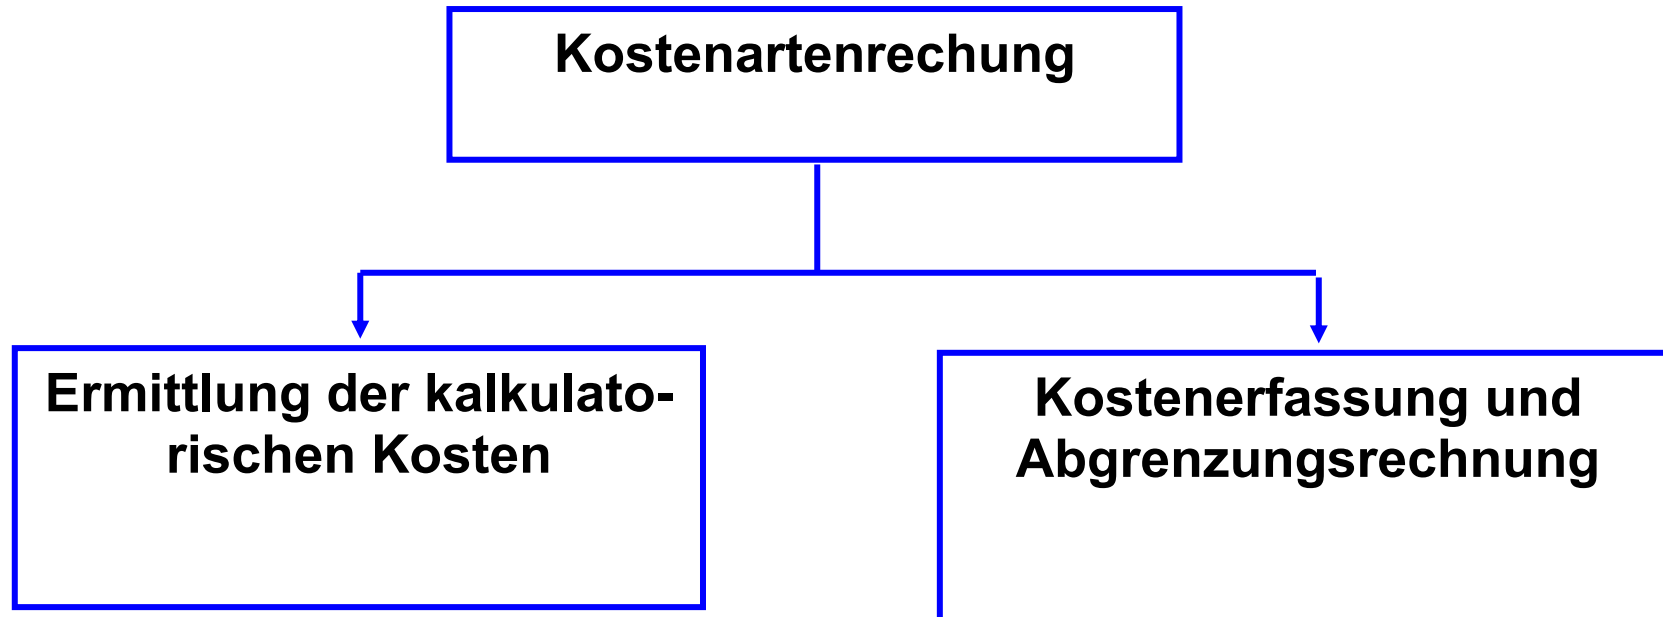 Kostenartenrechung
Ermittlung der kalkulato-
rischen Kosten
Kostenerfassung und
Abgrenzungsrechnung